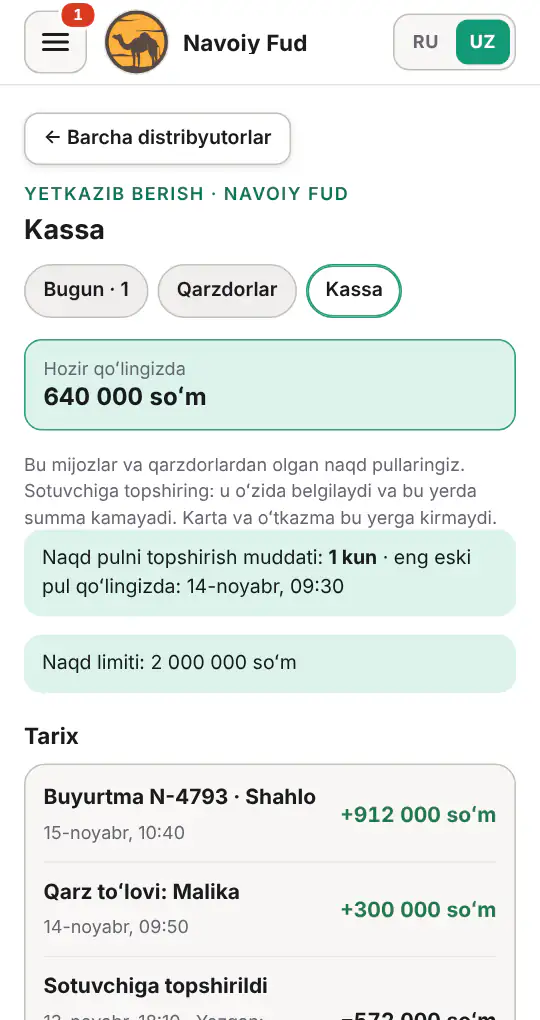 1
Navoiy Fud
RU UZ
← Barcha distribyutorlar
YETKAZIB BERISH · NAVOIY FUD
Kassa
Bugun · 1 Qarzdorlar Kassa
Hozir qoʻlingizda
640 000 soʻm
Bu mijozlar va qarzdorlardan olgan naqd pullaringiz.
Sotuvchiga topshiring: u oʻzida belgilaydi va bu yerda
summa kamayadi. Karta va oʻtkazma bu yerga kirmaydi.
Naqd pulni topshirish muddati: 1 kun · eng eski
pul qoʻlingizda: 14-noyabr, 09:30
Naqd limiti: 2 000 000 soʻm
Tarix
Buyurtma N-4793 · Shahlo
+912 000 soʻm
15-noyabr, 10:40
Qarz toʻlovi: Malika
+300 000 soʻm
14-noyabr, 09:50
Sotuvchiga topshirildi